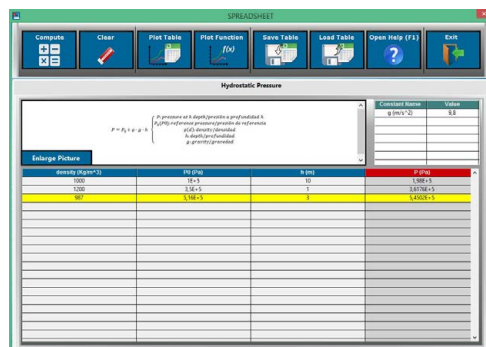 SPREADSHEET
Compute Clear Plot Table Plot Function Save Table Load Table Open Help (F1) Exit
f(x)
Hydrostatic Pressure
P: pressure at h depth/presión a profundidad h
P₀(P0): reference pressure/presión de referencia
P = P₀ + ρ · g · h
ρ(d): density/densidad
h: depth/profundidad
g: gravity/gravedad
Constant Name Value
g (m/s^2) 9,8
Enlarge Picture
density (Kg/m^3) P0 (Pa) h (m) P (Pa)
1000 1E+5 10 1,98E+5
1200 3,5E+5 1 3,6176E+5
987 5,16E+5 3 5,4502E+5